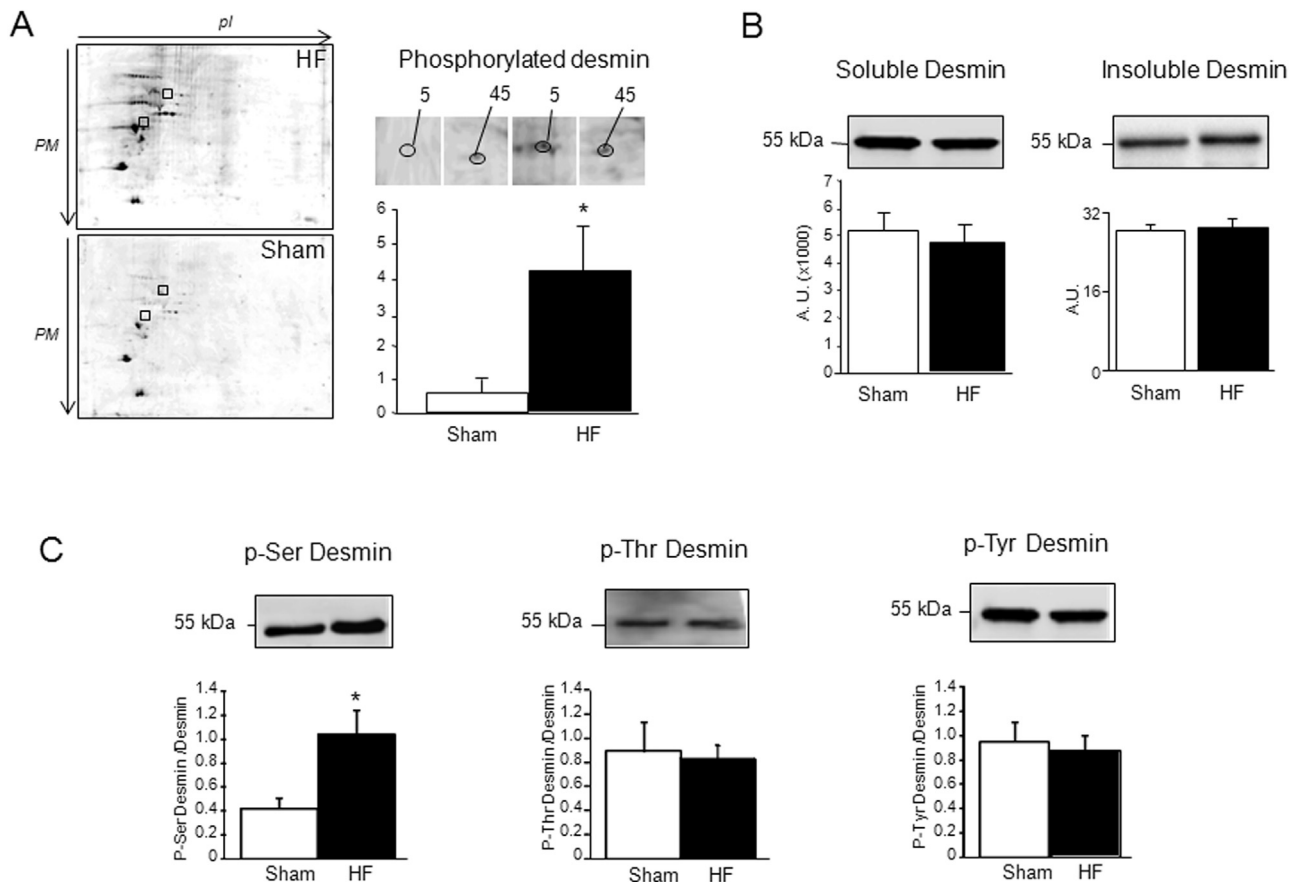 A
pI
HF
PM
Sham
PM
Phosphorylated desmin
5 45 5 45
*
6
5
4
3
2
1
0
Sham HF
B
Soluble Desmin
55 kDa
A.U. (x1000)
7
6
5
4
3
2
1
0
Sham HF
Insoluble Desmin
55 kDa
A.U.
32
16
0
Sham HF
C
p-Ser Desmin
55 kDa
P-Ser Desmin /Desmin
*
1.4
1.2
1.0
0.8
0.6
0.4
0.2
0
Sham HF
p-Thr Desmin
55 kDa
P-Thr Desmin /Desmin
1.4
1.2
1.0
0.8
0.6
0.4
0.2
0
Sham HF
p-Tyr Desmin
55 kDa
P-Tyr Desmin /Desmin
1.4
1.2
1.0
0.8
0.6
0.4
0.2
0
Sham HF